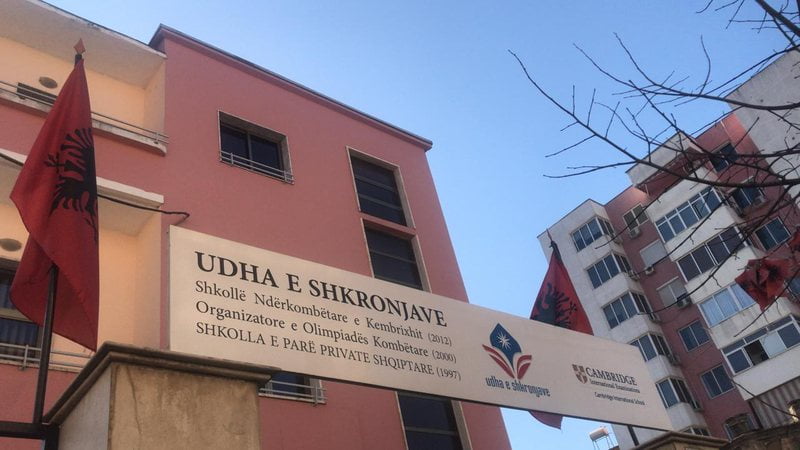 UDHA E SHKRONJAVE
Shkollë Ndërkombëtare e Kembrixhit (2012)
Organizatore e Olimpiadës Kombëtare (2000)
SHKOLLA E PARË PRIVATE SHQIPTARE (1997)
udha e shkronjave
CAMBRIDGE
International Examinations
Cambridge International School